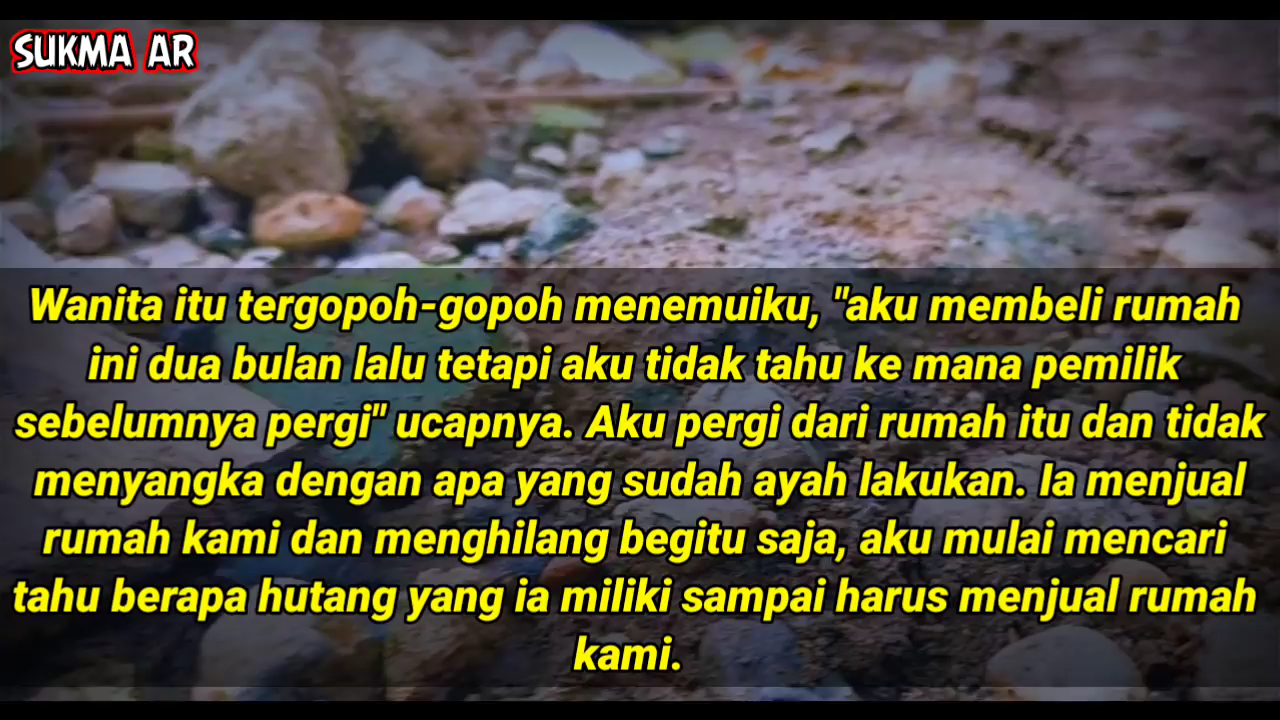 SUKMA AR
Wanita itu tergopoh-gopoh menemuiku, "aku membeli rumah
ini dua bulan lalu tetapi aku tidak tahu ke mana pemilik
sebelumnya pergi" ucapnya. Aku pergi dari rumah itu dan tidak
menyangka dengan apa yang sudah ayah lakukan. Ia menjual
rumah kami dan menghilang begitu saja, aku mulai mencari
tahu berapa hutang yang ia miliki sampai harus menjual rumah
kami.